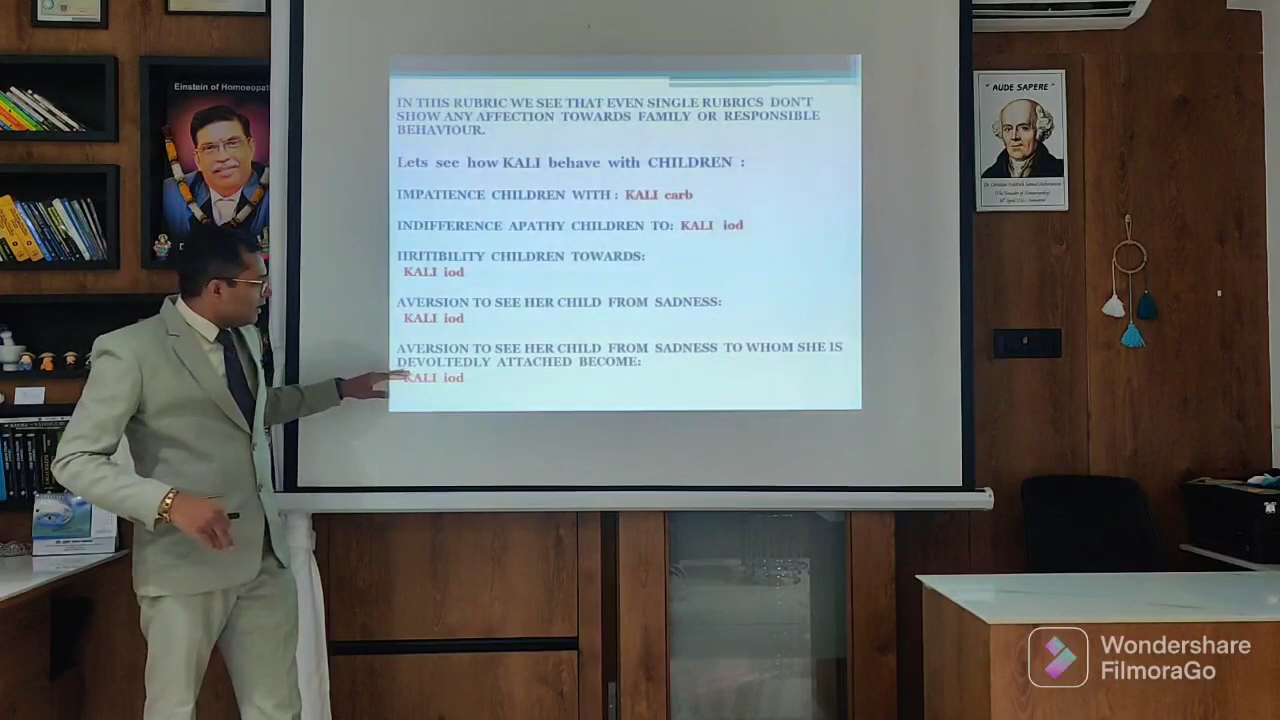 Einstein of Homoeopat
IN THIS RUBRIC WE SEE THAT EVEN SINGLE RUBRICS DON'T
SHOW ANY AFFECTION TOWARDS FAMILY OR RESPONSIBLE
BEHAVIOUR.
Lets see how KALI behave with CHILDREN :
IMPATIENCE CHILDREN WITH : KALI carb
INDIFFERENCE APATHY CHILDREN TO: KALI iod
IIRITIBILITY CHILDREN TOWARDS:
KALI iod
AVERSION TO SEE HER CHILD FROM SADNESS:
KALI iod
AVERSION TO SEE HER CHILD FROM SADNESS TO WHOM SHE IS
DEVOLTEDLY ATTACHED BECOME:
KALI iod
" AUDE SAPERE "
Wondershare
FilmoraGo